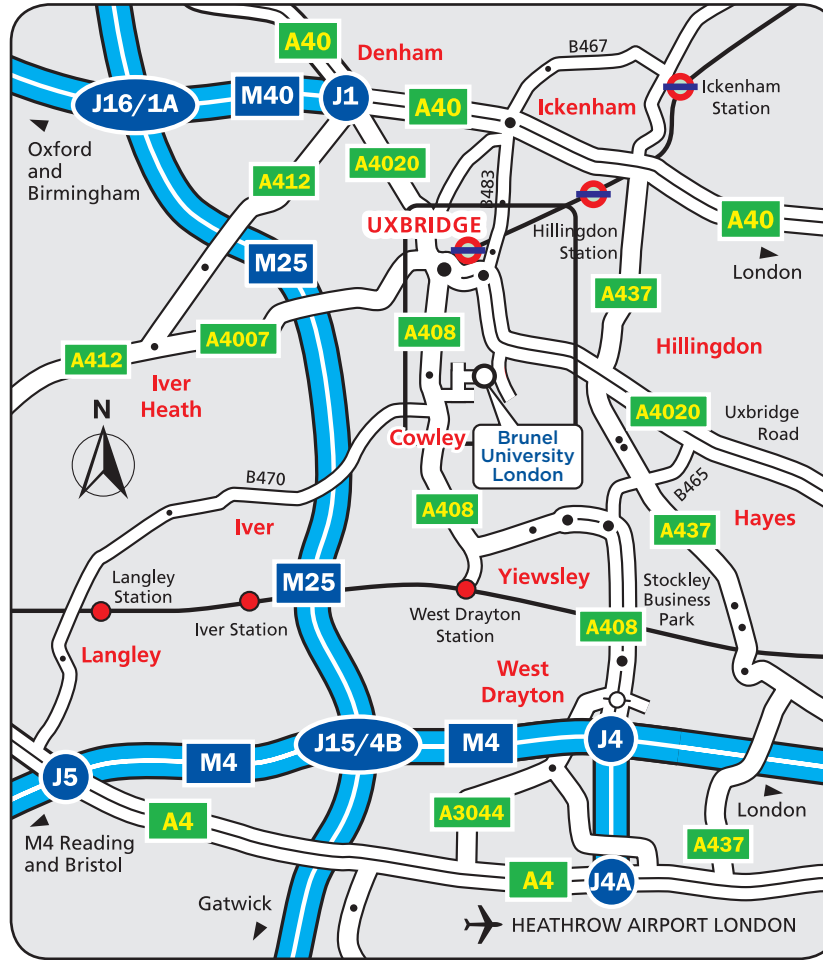 A40
Denham
B467
J16/1A
M40
J1
A40
Ickenham
Ickenham
Station
Oxford
and
Birmingham
A412
A4020
B483
UXBRIDGE
Hillingdon
Station
A40
London
M25
A437
A408
A4007
A412
Iver
Heath
Hillingdon
N
A4020
Uxbridge
Road
Cowley
Brunel
University
London
B470
B465
A408
Iver
A437
Hayes
Langley
Station
M25
Yiewsley
Stockley
Business
Park
Iver Station
West Drayton
Station
A408
Langley
West
Drayton
J15/4B
M4
J4
M4
J5
London
A4
A3044
A437
M4 Reading
and Bristol
A4
J4A
Gatwick
HEATHROW AIRPORT LONDON